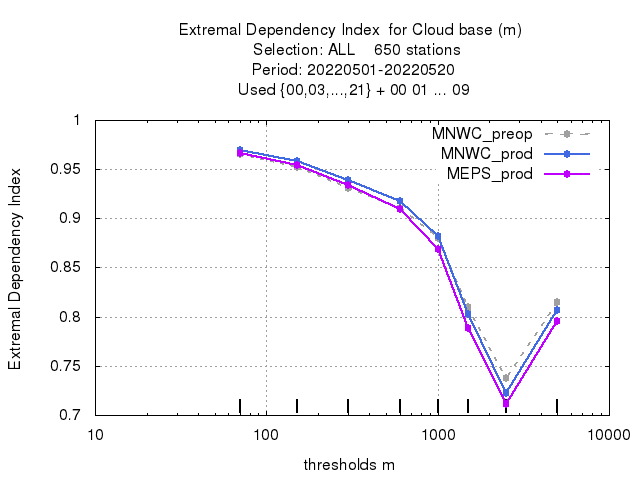 Extremal Dependency Index  for Cloud base (m)
Selection: ALL    650 stations
Period: 20220501-20220520
Used {00,03,...,21} + 00 01 ... 09
MNWC_preop
MNWC_prod
MEPS_prod
Extremal Dependency Index
1
0.95
0.9
0.85
0.8
0.75
0.7
10
100
1000
10000
thresholds m